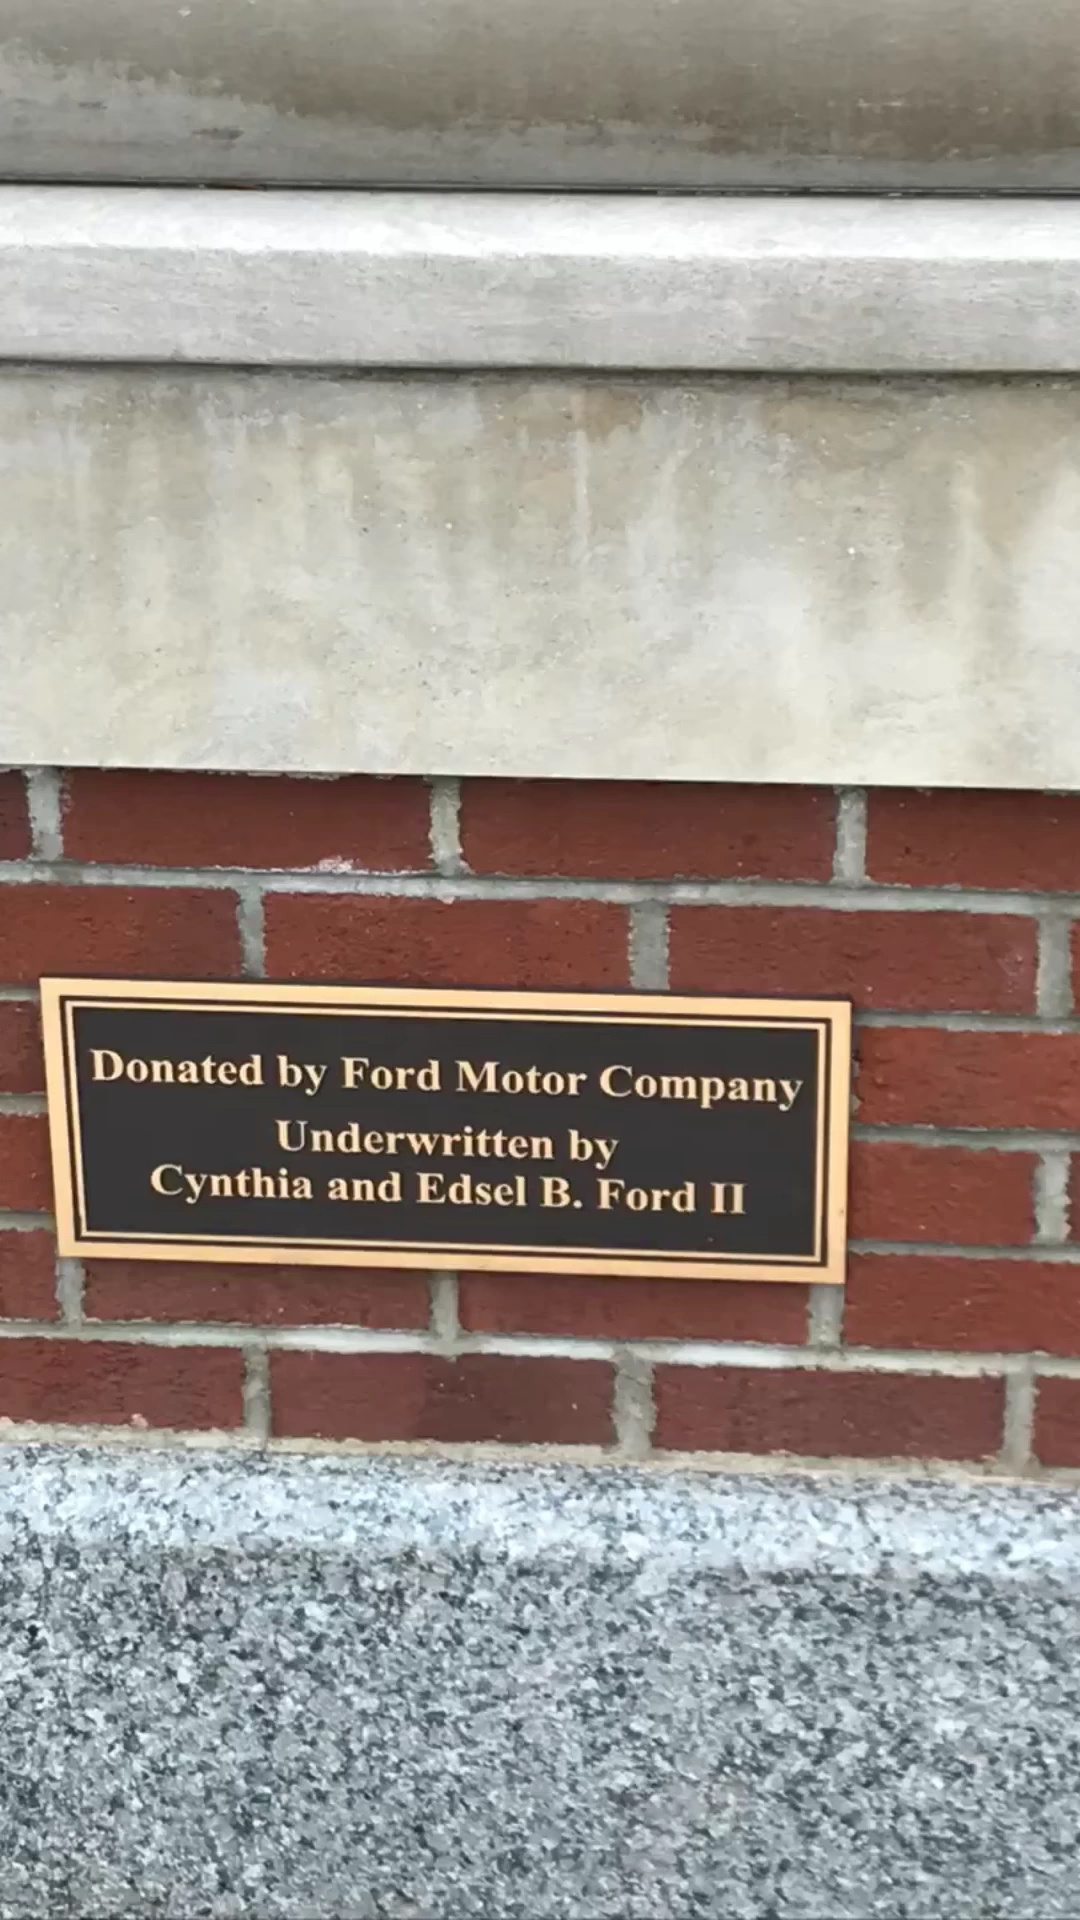 Donated by Ford Motor Company
Underwritten by
Cynthia and Edsel B. Ford II